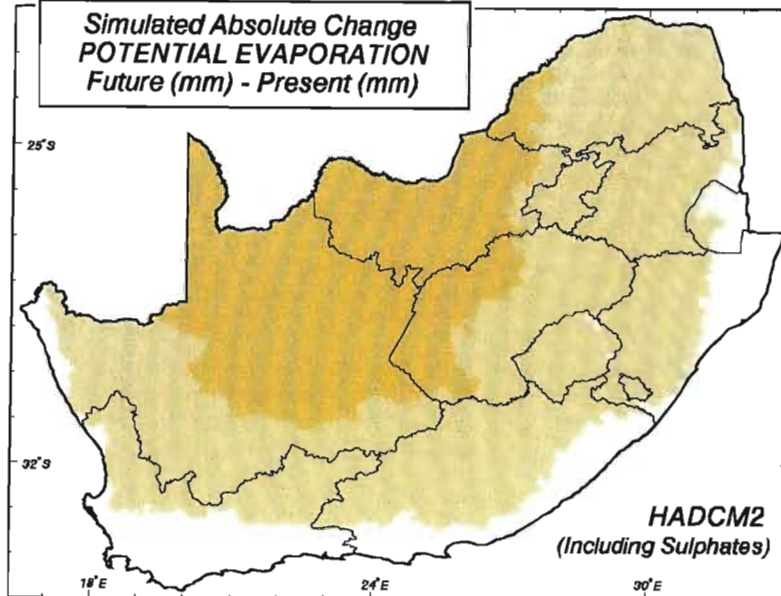 Simulated Absolute Change
POTENTIAL EVAPORATION
Future (mm) - Present (mm)
25°S
32°S
HADCM2
(Including Sulphates)
18°E
24°E
30°E